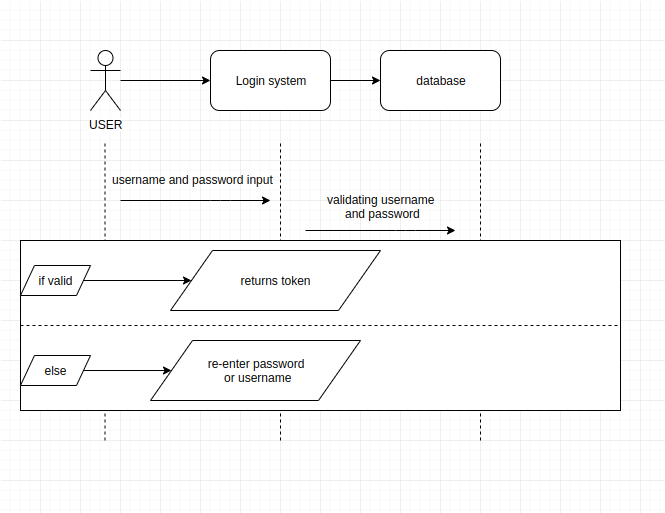 Login system
database
USER
username and password input
validating username
and password
if valid
returns token
else
re-enter password
or username